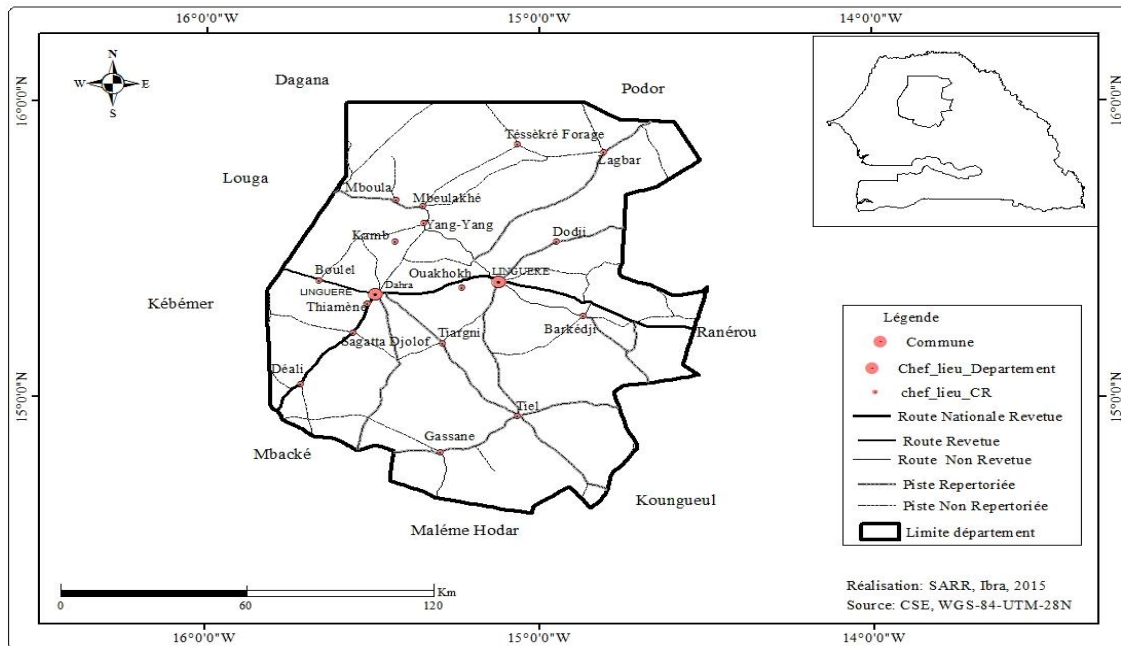 16°0'0"W 15°0'0"W 14°0'0"W
N
W E
S
Dagana
Podor
16°0'0"N
16°0'0"N
Téssèkré Forage
Lagbar
Louga
Mboula
Mbeulakhé
Yang-Yang
Kamb
Dodji
Boulel
Ouakhokh
LINGUERE
LINGUERE
Dahra
Kébémer
Thiamène
Ranérou
Sagatta Djolof
Tiargni
Barkédji
Déali
15°0'0"N
15°0'0"N
Tiel
Gassane
Mbacké
Koungueul
Maléme Hodar
Légende
Commune
Chef_lieu_Departement
chef_lieu_CR
Route Nationale Revetue
Route Revetue
Route Non Revetue
Piste Repertoriée
Piste Non Repertoriée
Limite département
Km
0 60 120
Réalisation: SARR, Ibra, 2015
Source: CSE, WGS-84-UTM-28N
16°0'0"W 15°0'0"W 14°0'0"W